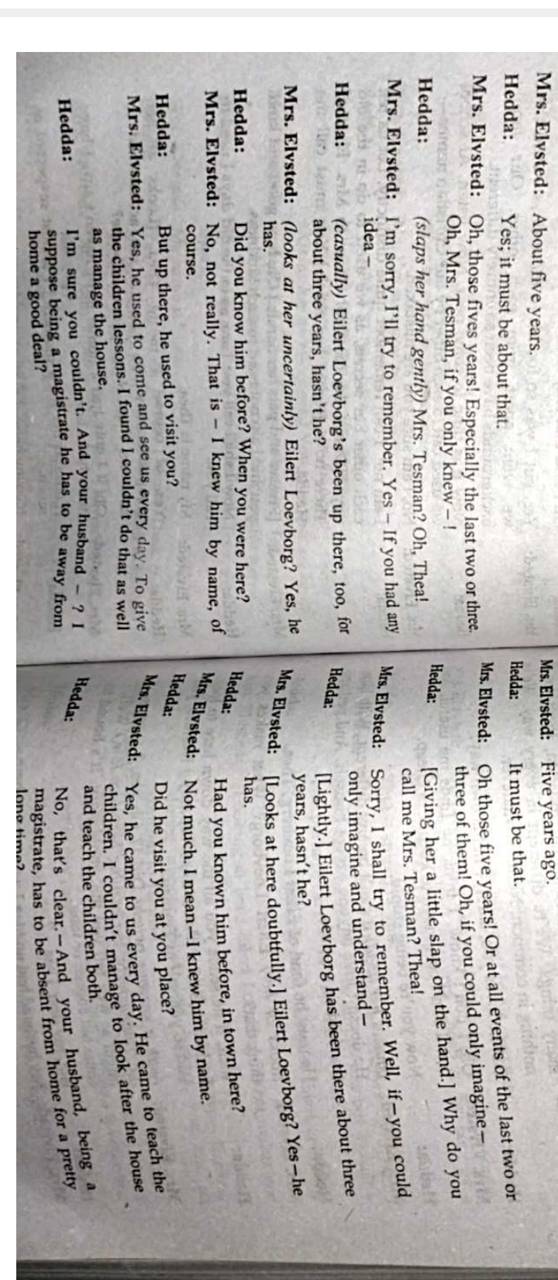 Mrs. Elvsted: About five years.
Hedda: Yes; it must be about that.
Mrs. Elvsted: Oh, those fives years! Especially the last two or three.
Oh, Mrs. Tesman, if you only knew – !
Hedda: (slaps her hand gently) Mrs. Tesman? Oh, Thea!
Mrs. Elvsted: I'm sorry, I'll try to remember. Yes – If you had any
idea –
Hedda: (casually) Eilert Loevborg's been up there, too, for
about three years, hasn't he?
Mrs. Elvsted: (looks at her uncertainly) Eilert Loevborg? Yes, he
has.
Hedda: Did you know him before? When you were here?
Mrs. Elvsted: No, not really. That is – I knew him by name, of
course.
Hedda: But up there, he used to visit you?
Mrs. Elvsted: Yes, he used to come and see us every day. To give
the children lessons. I found I couldn't do that as well
as manage the house.
Hedda: I'm sure you couldn't. And your husband – ? I
suppose being a magistrate he has to be away from
home a good deal?
Mrs. Elvsted: Five years ago.
Hedda: It must be that.
Mrs. Elvsted: Oh those five years! Or at all events of the last two or
three of them! Oh, if you could only imagine–
Hedda: [Giving her a little slap on the hand.] Why do you
call me Mrs. Tesman? Thea!
Mrs. Elvsted: Sorry, I shall try to remember. Well, if–you could
only imagine and understand–
Hedda: [Lightly.] Eilert Loevborg has been there about three
years, hasn't he?
Mrs. Elvsted: [Looks at here doubtfully.] Eilert Loevborg? Yes–he
has.
Hedda: Had you known him before, in town here?
Mrs. Elvsted: Not much. I mean–I knew him by name.
Hedda: Did he visit you at you place?
Mrs. Elvsted: Yes, he came to us every day. He came to teach the
children. I couldn't manage to look after the house
and teach the children both.
Hedda: No, that's clear.–And your husband, being a
magistrate, has to be absent from home for a pretty
long time?